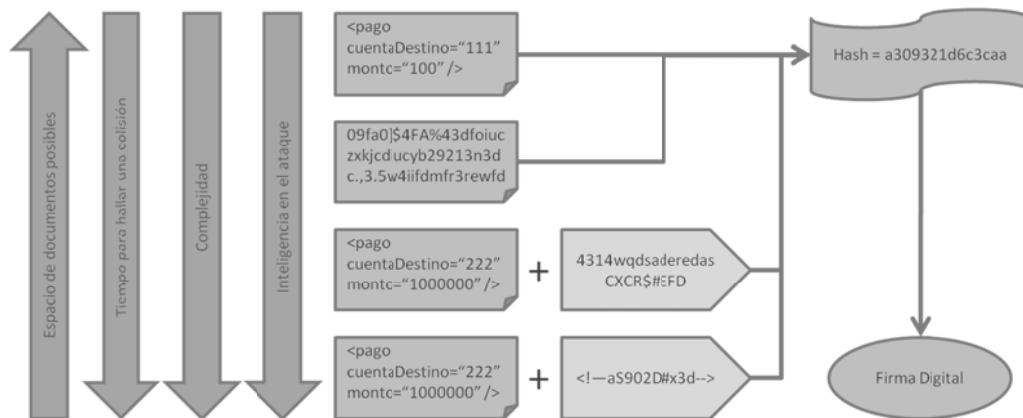 Espacio de documentos posibles
Tiempo para hallar una colisión
Complejidad
Inteligencia en el ataque
<pago
cuentaDestino=“111”
monto=“100” />
09fa0]$4FA%43dfoiuc
zxkjcdlucyb29213n3d
c.,3.5w4iifdmfr3rewfd
<pago
cuentaDestino=“222”
monto=“1000000” />
+
4314wqdsaderedas
CXCR$#EFD
<pago
cuentaDestino=“222”
monto=“1000000” />
+
<!—aS902D#x3d-->
Hash = a309321d6c3caa
Firma Digital